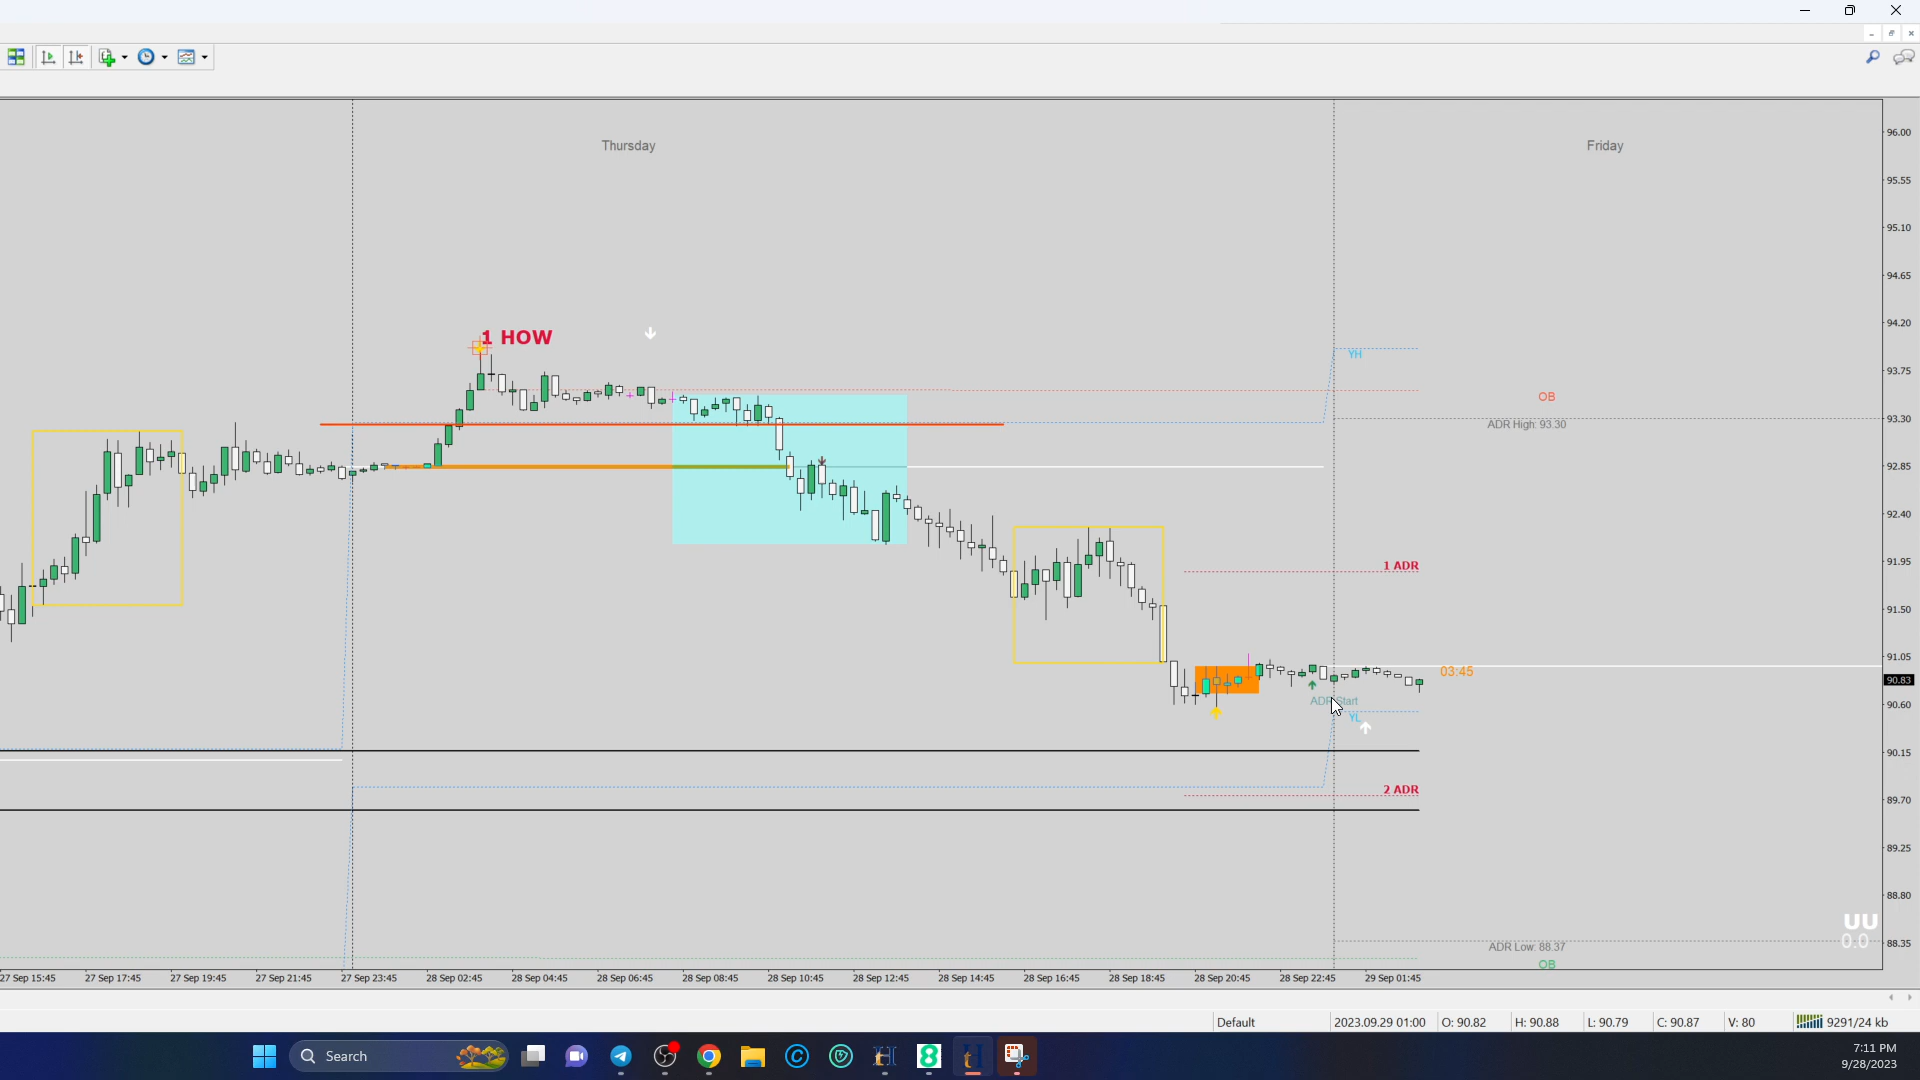 Thursday
Friday
96.00
95.55
95.10
94.65
94.20
93.75
93.30
92.85
92.40
91.95
91.50
91.05
90.83
90.60
90.15
89.70
89.25
88.80
88.35
1 HOW
YH
OB
ADR High: 93.30
1 ADR
03:45
ADR Start
YL
2 ADR
UU
0.0
ADR Low: 88.37
OB
27 Sep 15:45 27 Sep 17:45 27 Sep 19:45 27 Sep 21:45 27 Sep 23:45 28 Sep 02:45 28 Sep 04:45 28 Sep 06:45 28 Sep 08:45 28 Sep 10:45 28 Sep 12:45 28 Sep 14:45 28 Sep 16:45 28 Sep 18:45 28 Sep 20:45 28 Sep 22:45 29 Sep 01:45
Default 2023.09.29 01:00 O: 90.82 H: 90.88 L: 90.79 C: 90.87 V: 80 9291/24 kb
Search
7:11 PM
9/28/2023